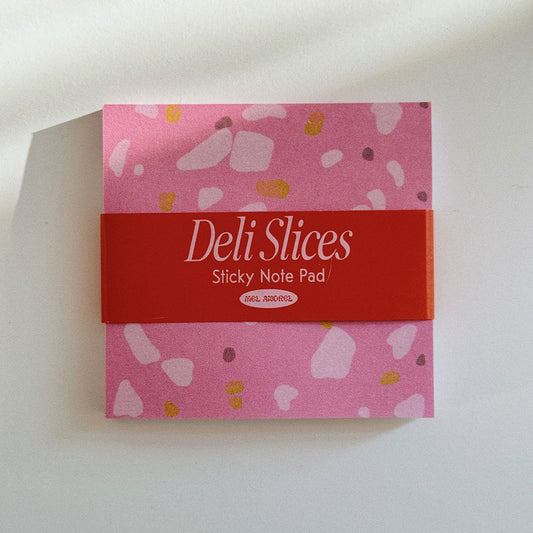 Deli Slices
Sticky Note Pad
MEL ANDREL